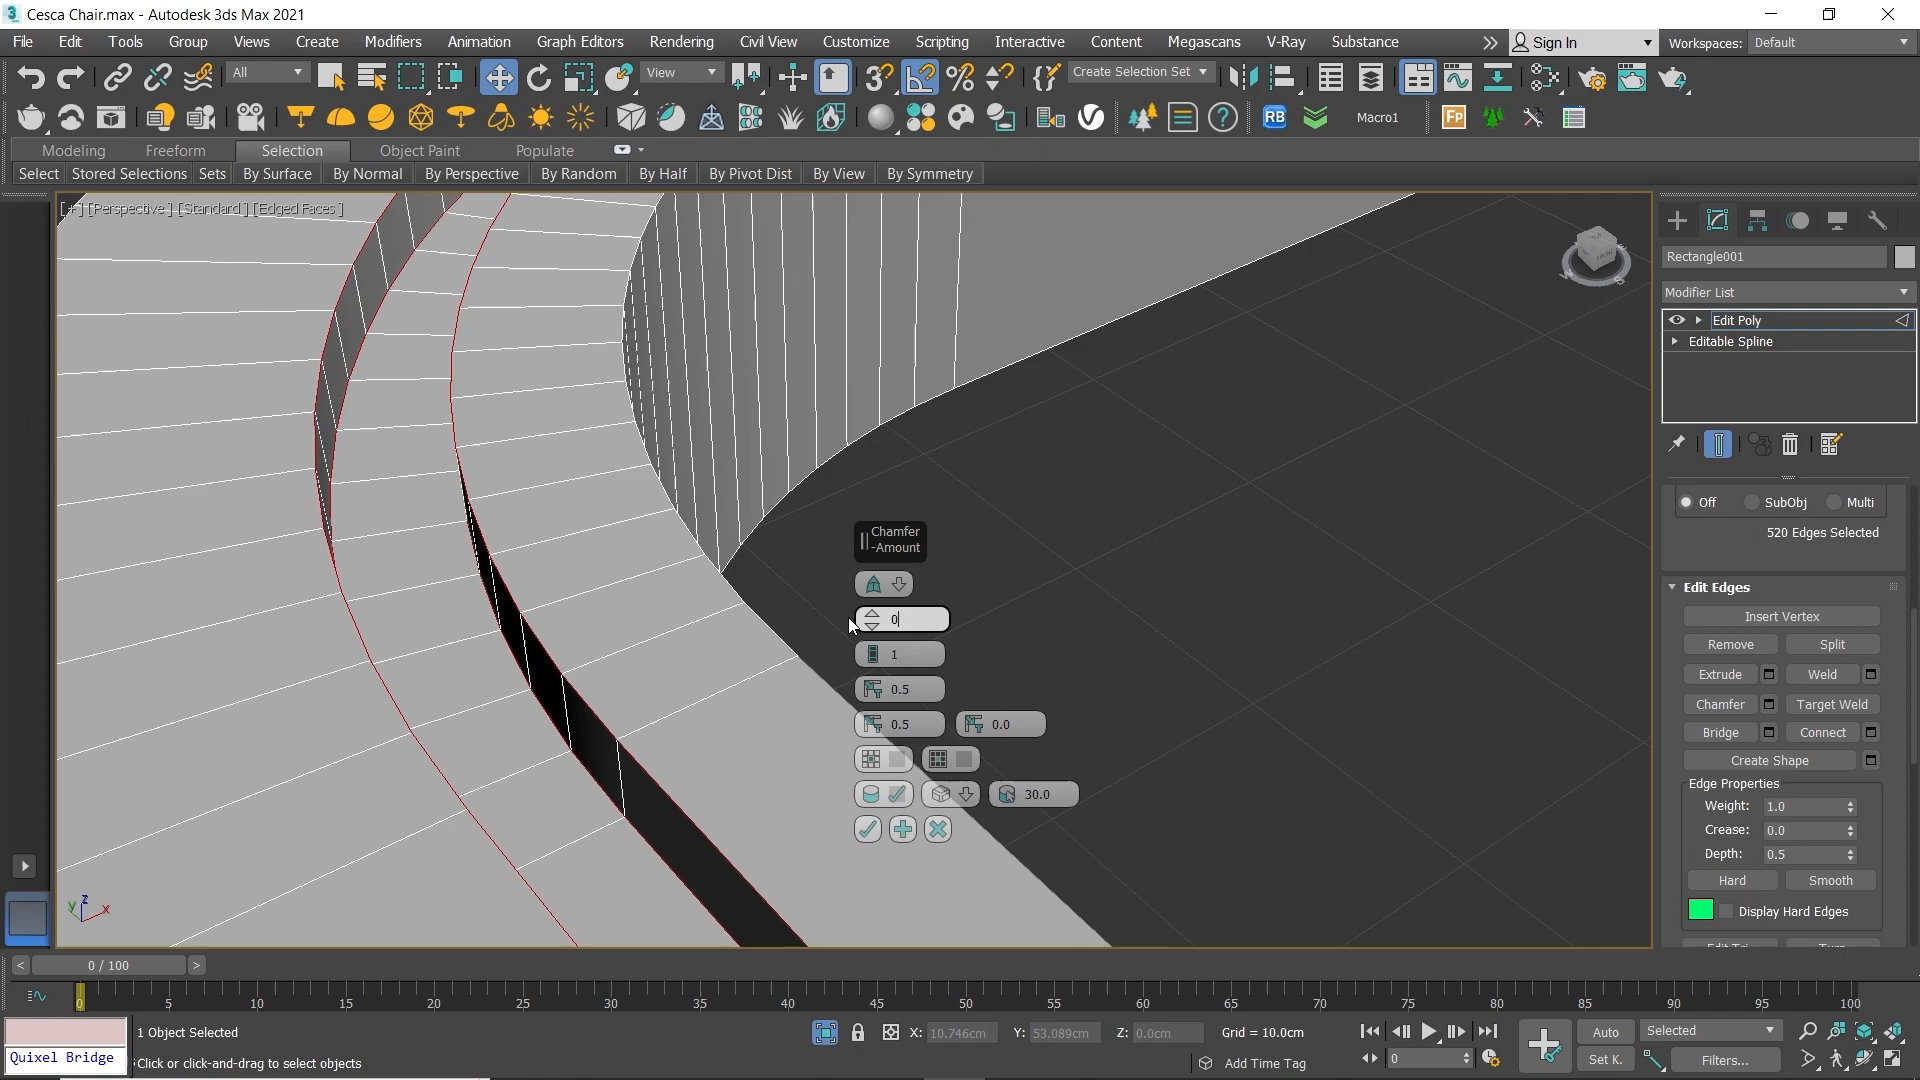 Cesca Chair.max - Autodesk 3ds Max 2021
File Edit Tools Group Views Create Modifiers Animation Graph Editors Rendering Civil View Customize Scripting Interactive Content Megascans V-Ray Substance Sign In Workspaces: Default
All View Create Selection Set
RB Macro1 FP
Modeling Freeform Selection Object Paint Populate
Select Stored Selections Sets By Surface By Normal By Perspective By Random By Half By Pivot Dist By View By Symmetry
[+] [Perspective] [Standard] [Edged Faces]
Rectangle001
Modifier List
Edit Poly
Editable Spline
Off SubObj Multi
520 Edges Selected
Chamfer
-Amount
0
1
0.5
0.5 0.0
30.0
Edit Edges
Insert Vertex
Remove Split
Extrude Weld
Chamfer Target Weld
Bridge Connect
Create Shape
Edge Properties
Weight: 1.0
Crease: 0.0
Depth: 0.5
Hard Smooth
Display Hard Edges
z
y x
< 0 / 100 >
0 5 10 15 20 25 30 35 40 45 50 55 60 65 70 75 80 85 90 95 100
1 Object Selected X: 10.746cm Y: 53.089cm Z: 0.0cm Grid = 10.0cm Auto Selected
Quixel Bridge Click or click-and-drag to select objects Add Time Tag 0 Set K. Filters...